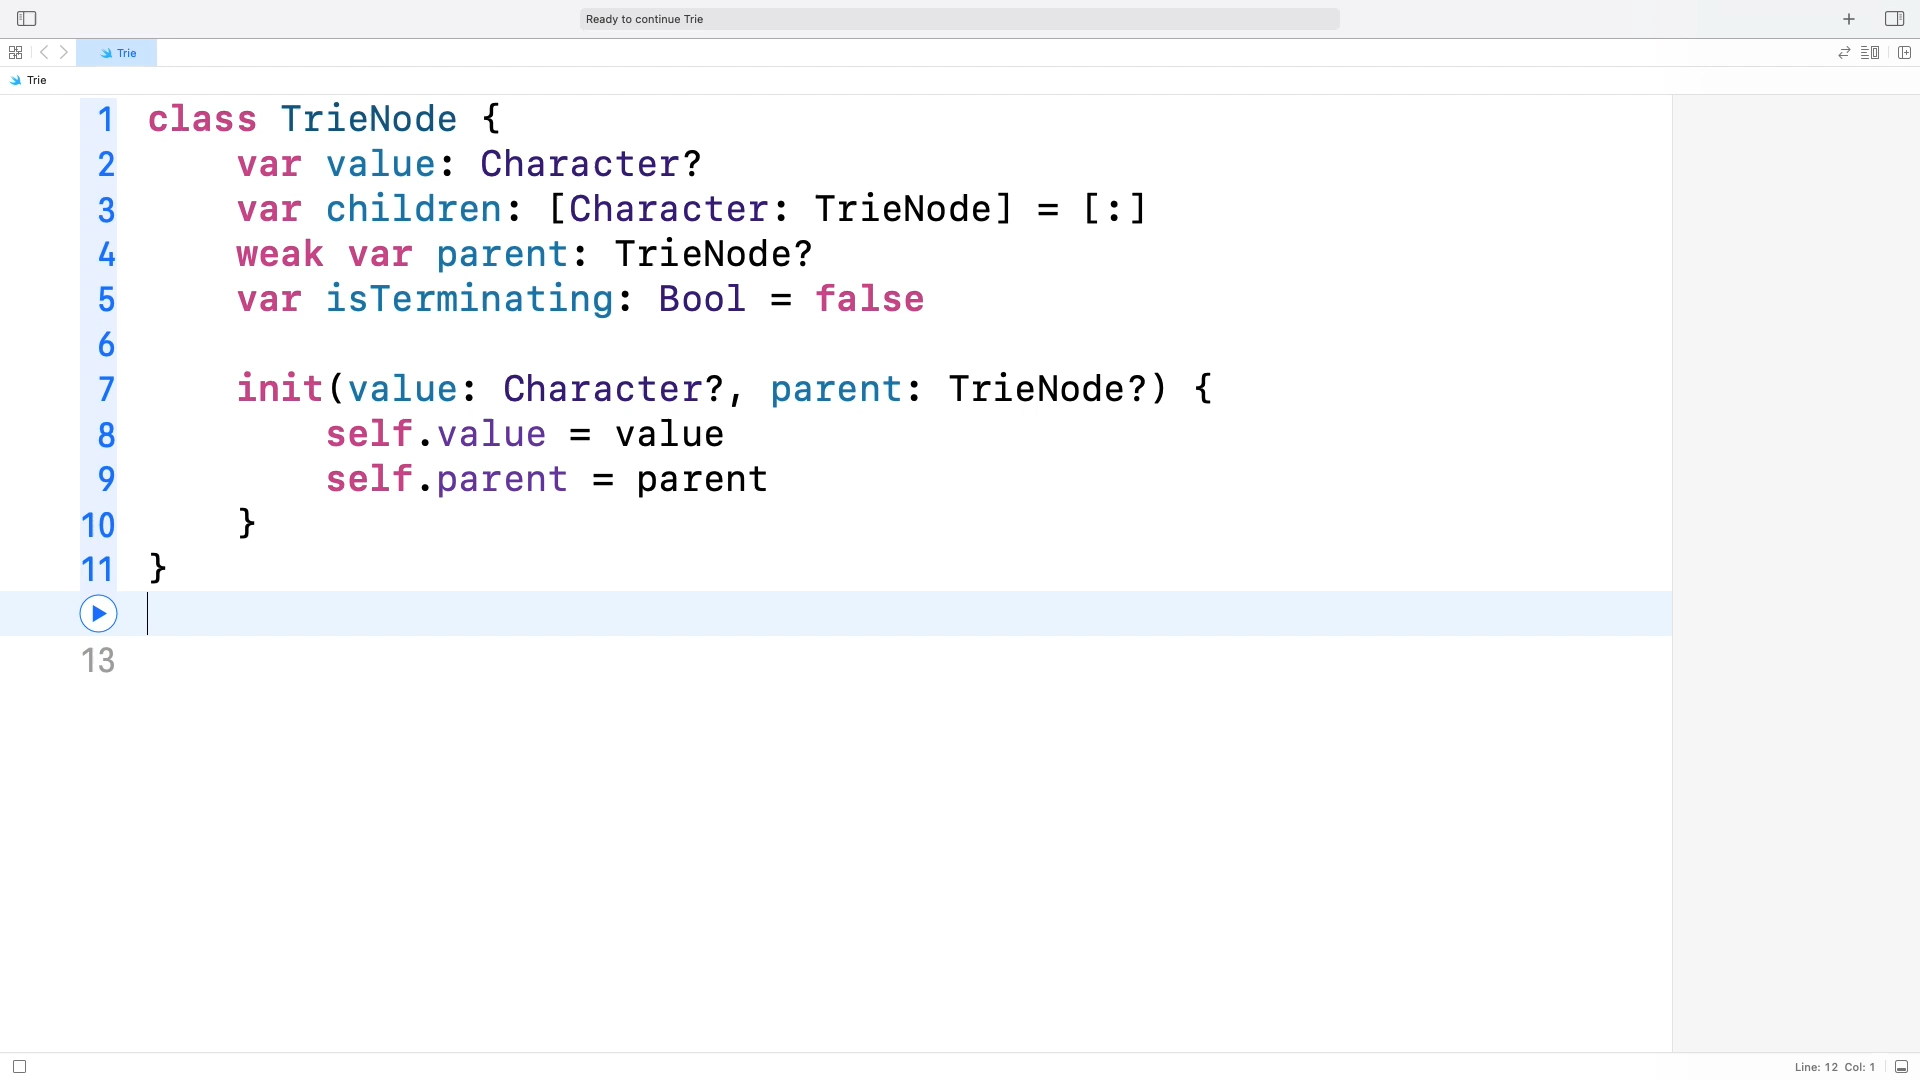 Ready to continue Trie
Trie
Trie
1 class TrieNode {
2 var value: Character?
3 var children: [Character: TrieNode] = [:]
4 weak var parent: TrieNode?
5 var isTerminating: Bool = false
6
7 init(value: Character?, parent: TrieNode?) {
8 self.value = value
9 self.parent = parent
10 }
11 }
13
Line: 12 Col: 1